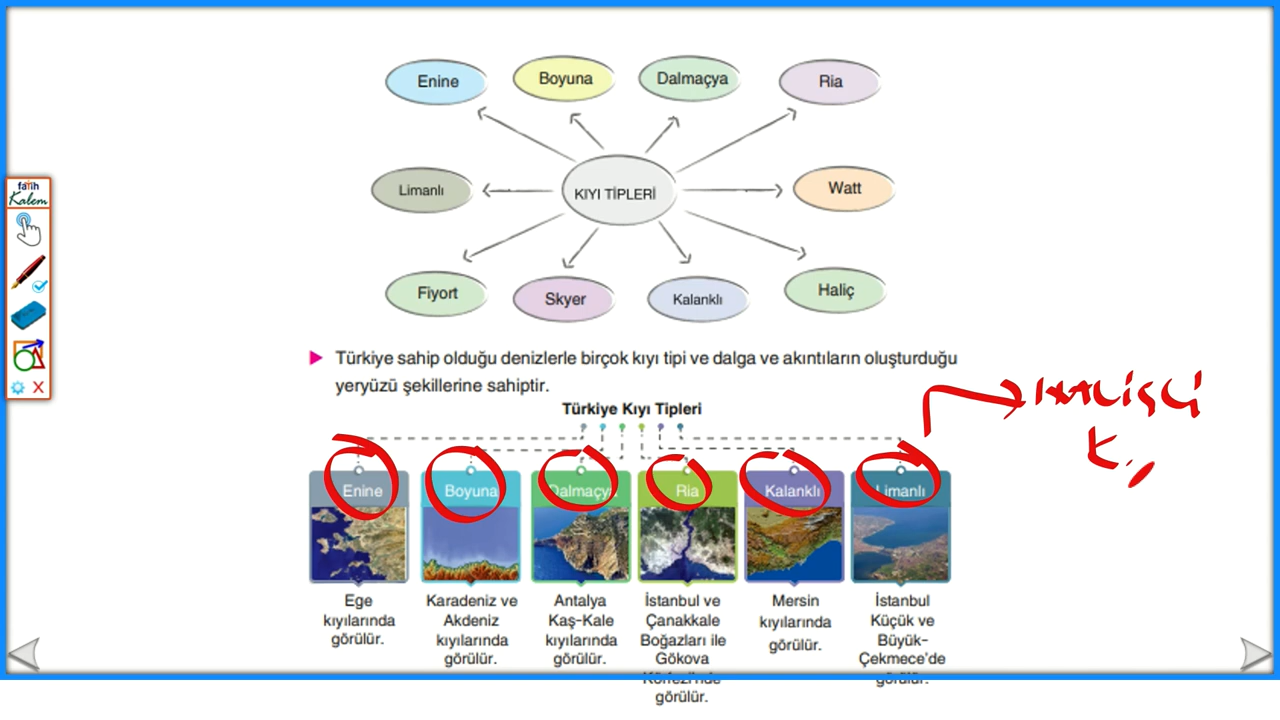 Enine
Boyuna
Dalmaçya
Ria
fatih
Kalem
Limanlı
KIYI TİPLERİ
Watt
Fiyort
Skyer
Kalanklı
Haliç
Türkiye sahip olduğu denizlerle birçok kıyı tipi ve dalga ve akıntıların oluşturduğu
yeryüzü şekillerine sahiptir.
Türkiye Kıyı Tipleri
Enine
Ege
kıyılarında
görülür.
Boyuna
Karadeniz ve
Akdeniz
kıyılarında
görülür.
Dalmaçya
Antalya
Kaş-Kale
kıyılarında
görülür.
Ria
İstanbul ve
Çanakkale
Boğazları ile
Gökova
Körfezi'nde
görülür.
Kalanklı
Mersin
kıyılarında
görülür.
Limanlı
İstanbul
Küçük ve
Büyük-
Çekmece'de
görülür.